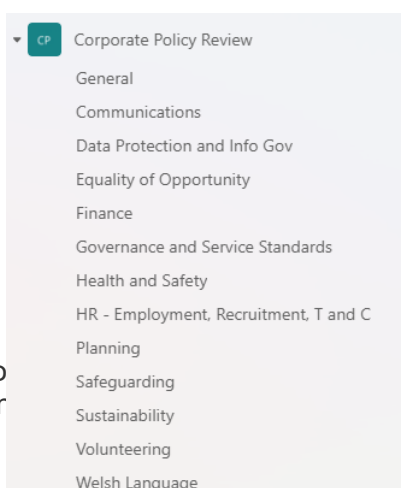 CP Corporate Policy Review
General
Communications
Data Protection and Info Gov
Equality of Opportunity
Finance
Governance and Service Standards
Health and Safety
HR - Employment, Recruitment, T and C
Planning
Safeguarding
Sustainability
Volunteering
Welsh Language